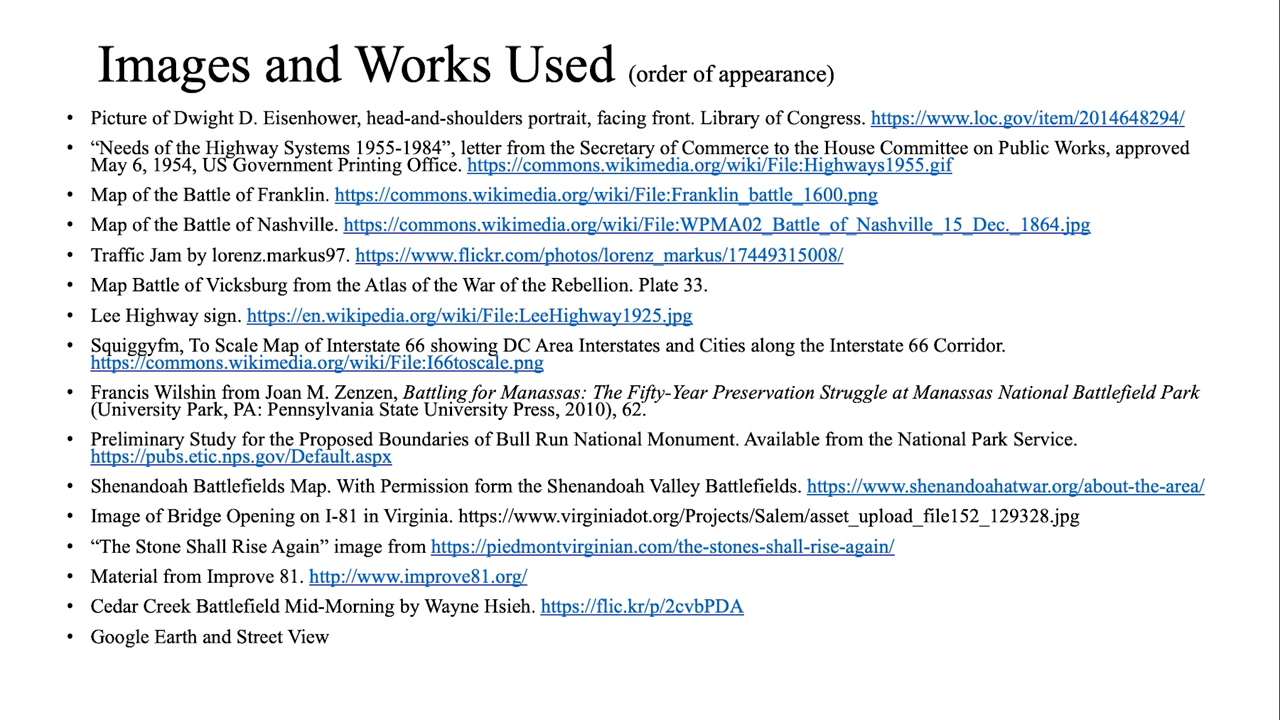 Images and Works Used (order of appearance)
• Picture of Dwight D. Eisenhower, head-and-shoulders portrait, facing front. Library of Congress. https://www.loc.gov/item/2014648294/
• “Needs of the Highway Systems 1955-1984”, letter from the Secretary of Commerce to the House Committee on Public Works, approved
May 6, 1954, US Government Printing Office. https://commons.wikimedia.org/wiki/File:Highways1955.gif
• Map of the Battle of Franklin. https://commons.wikimedia.org/wiki/File:Franklin_battle_1600.png
• Map of the Battle of Nashville. https://commons.wikimedia.org/wiki/File:WPMA02_Battle_of_Nashville_15_Dec._1864.jpg
• Traffic Jam by lorenz.markus97. https://www.flickr.com/photos/lorenz_markus/17449315008/
• Map Battle of Vicksburg from the Atlas of the War of the Rebellion. Plate 33.
• Lee Highway sign. https://en.wikipedia.org/wiki/File:LeeHighway1925.jpg
• Squiggyfm, To Scale Map of Interstate 66 showing DC Area Interstates and Cities along the Interstate 66 Corridor.
https://commons.wikimedia.org/wiki/File:I66toscale.png
• Francis Wilshin from Joan M. Zenzen, Battling for Manassas: The Fifty-Year Preservation Struggle at Manassas National Battlefield Park
(University Park, PA: Pennsylvania State University Press, 2010), 62.
• Preliminary Study for the Proposed Boundaries of Bull Run National Monument. Available from the National Park Service.
https://pubs.etic.nps.gov/Default.aspx
• Shenandoah Battlefields Map. With Permission form the Shenandoah Valley Battlefields. https://www.shenandoahatwar.org/about-the-area/
• Image of Bridge Opening on I-81 in Virginia. https://www.virginiadot.org/Projects/Salem/asset_upload_file152_129328.jpg
• “The Stone Shall Rise Again” image from https://piedmontvirginian.com/the-stones-shall-rise-again/
• Material from Improve 81. http://www.improve81.org/
• Cedar Creek Battlefield Mid-Morning by Wayne Hsieh. https://flic.kr/p/2cvbPDA
• Google Earth and Street View